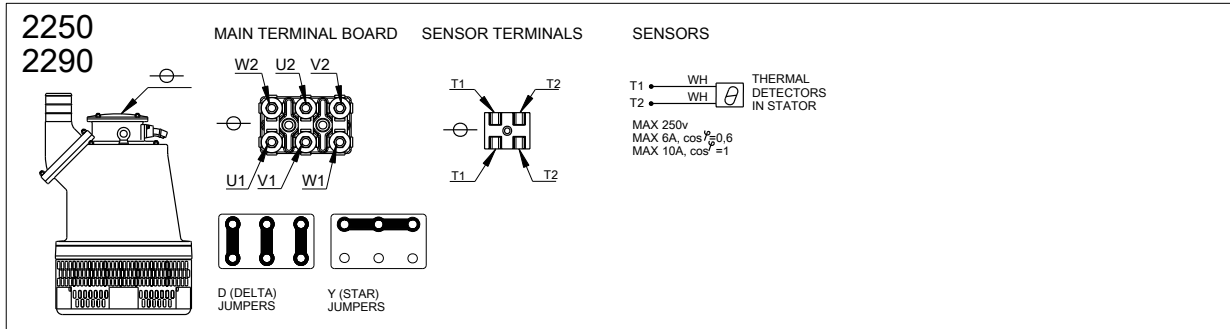 2250
2290
MAIN TERMINAL BOARD
W2 U2 V2
U1 V1 W1
D (DELTA)
JUMPERS
Y (STAR)
JUMPERS
SENSOR TERMINALS
T1 T2
T1 T2
SENSORS
T1 WH
T2 WH
THERMAL
DETECTORS
IN STATOR
MAX 250v
MAX 6A, cosφ=0,6
MAX 10A, cosφ=1